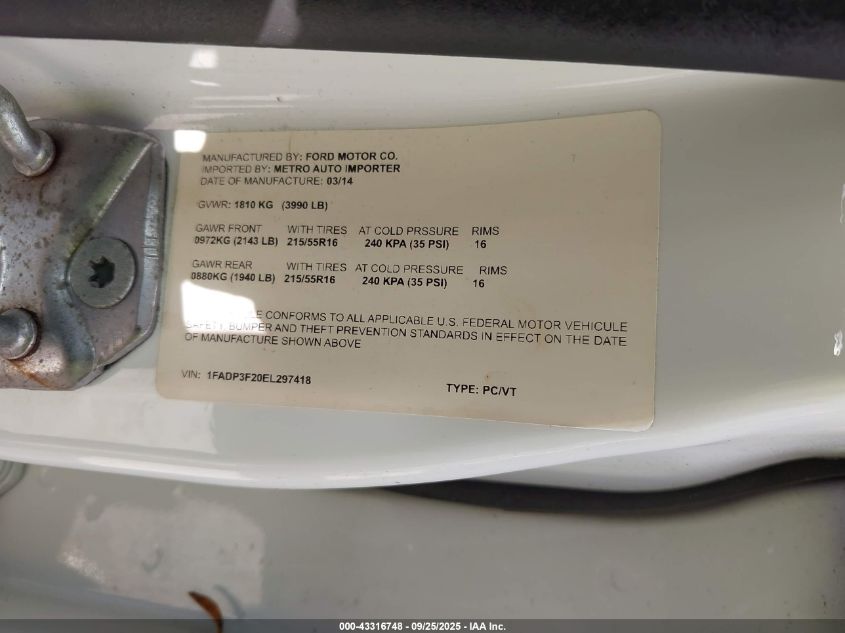 MANUFACTURED BY: FORD MOTOR CO.
IMPORTED BY: METRO AUTO IMPORTER
DATE OF MANUFACTURE: 03/14
GVWR: 1810 KG (3990 LB)
GAWR FRONT WITH TIRES AT COLD PRSSURE RIMS
0972KG (2143 LB) 215/55R16 240 KPA (35 PSI) 16
GAWR REAR WITH TIRES AT COLD PRESSURE RIMS
0880KG (1940 LB) 215/55R16 240 KPA (35 PSI) 16
CONFORMS TO ALL APPLICABLE U.S. FEDERAL MOTOR VEHICULE
SAFETY, BUMPER AND THEFT PREVENTION STANDARDS IN EFFECT ON THE DATE
OF MANUFACTURE SHOWN ABOVE
VIN: 1FADP3F20EL297418 TYPE: PC/VT
000-43316748 - 09/25/2025 - IAA Inc.